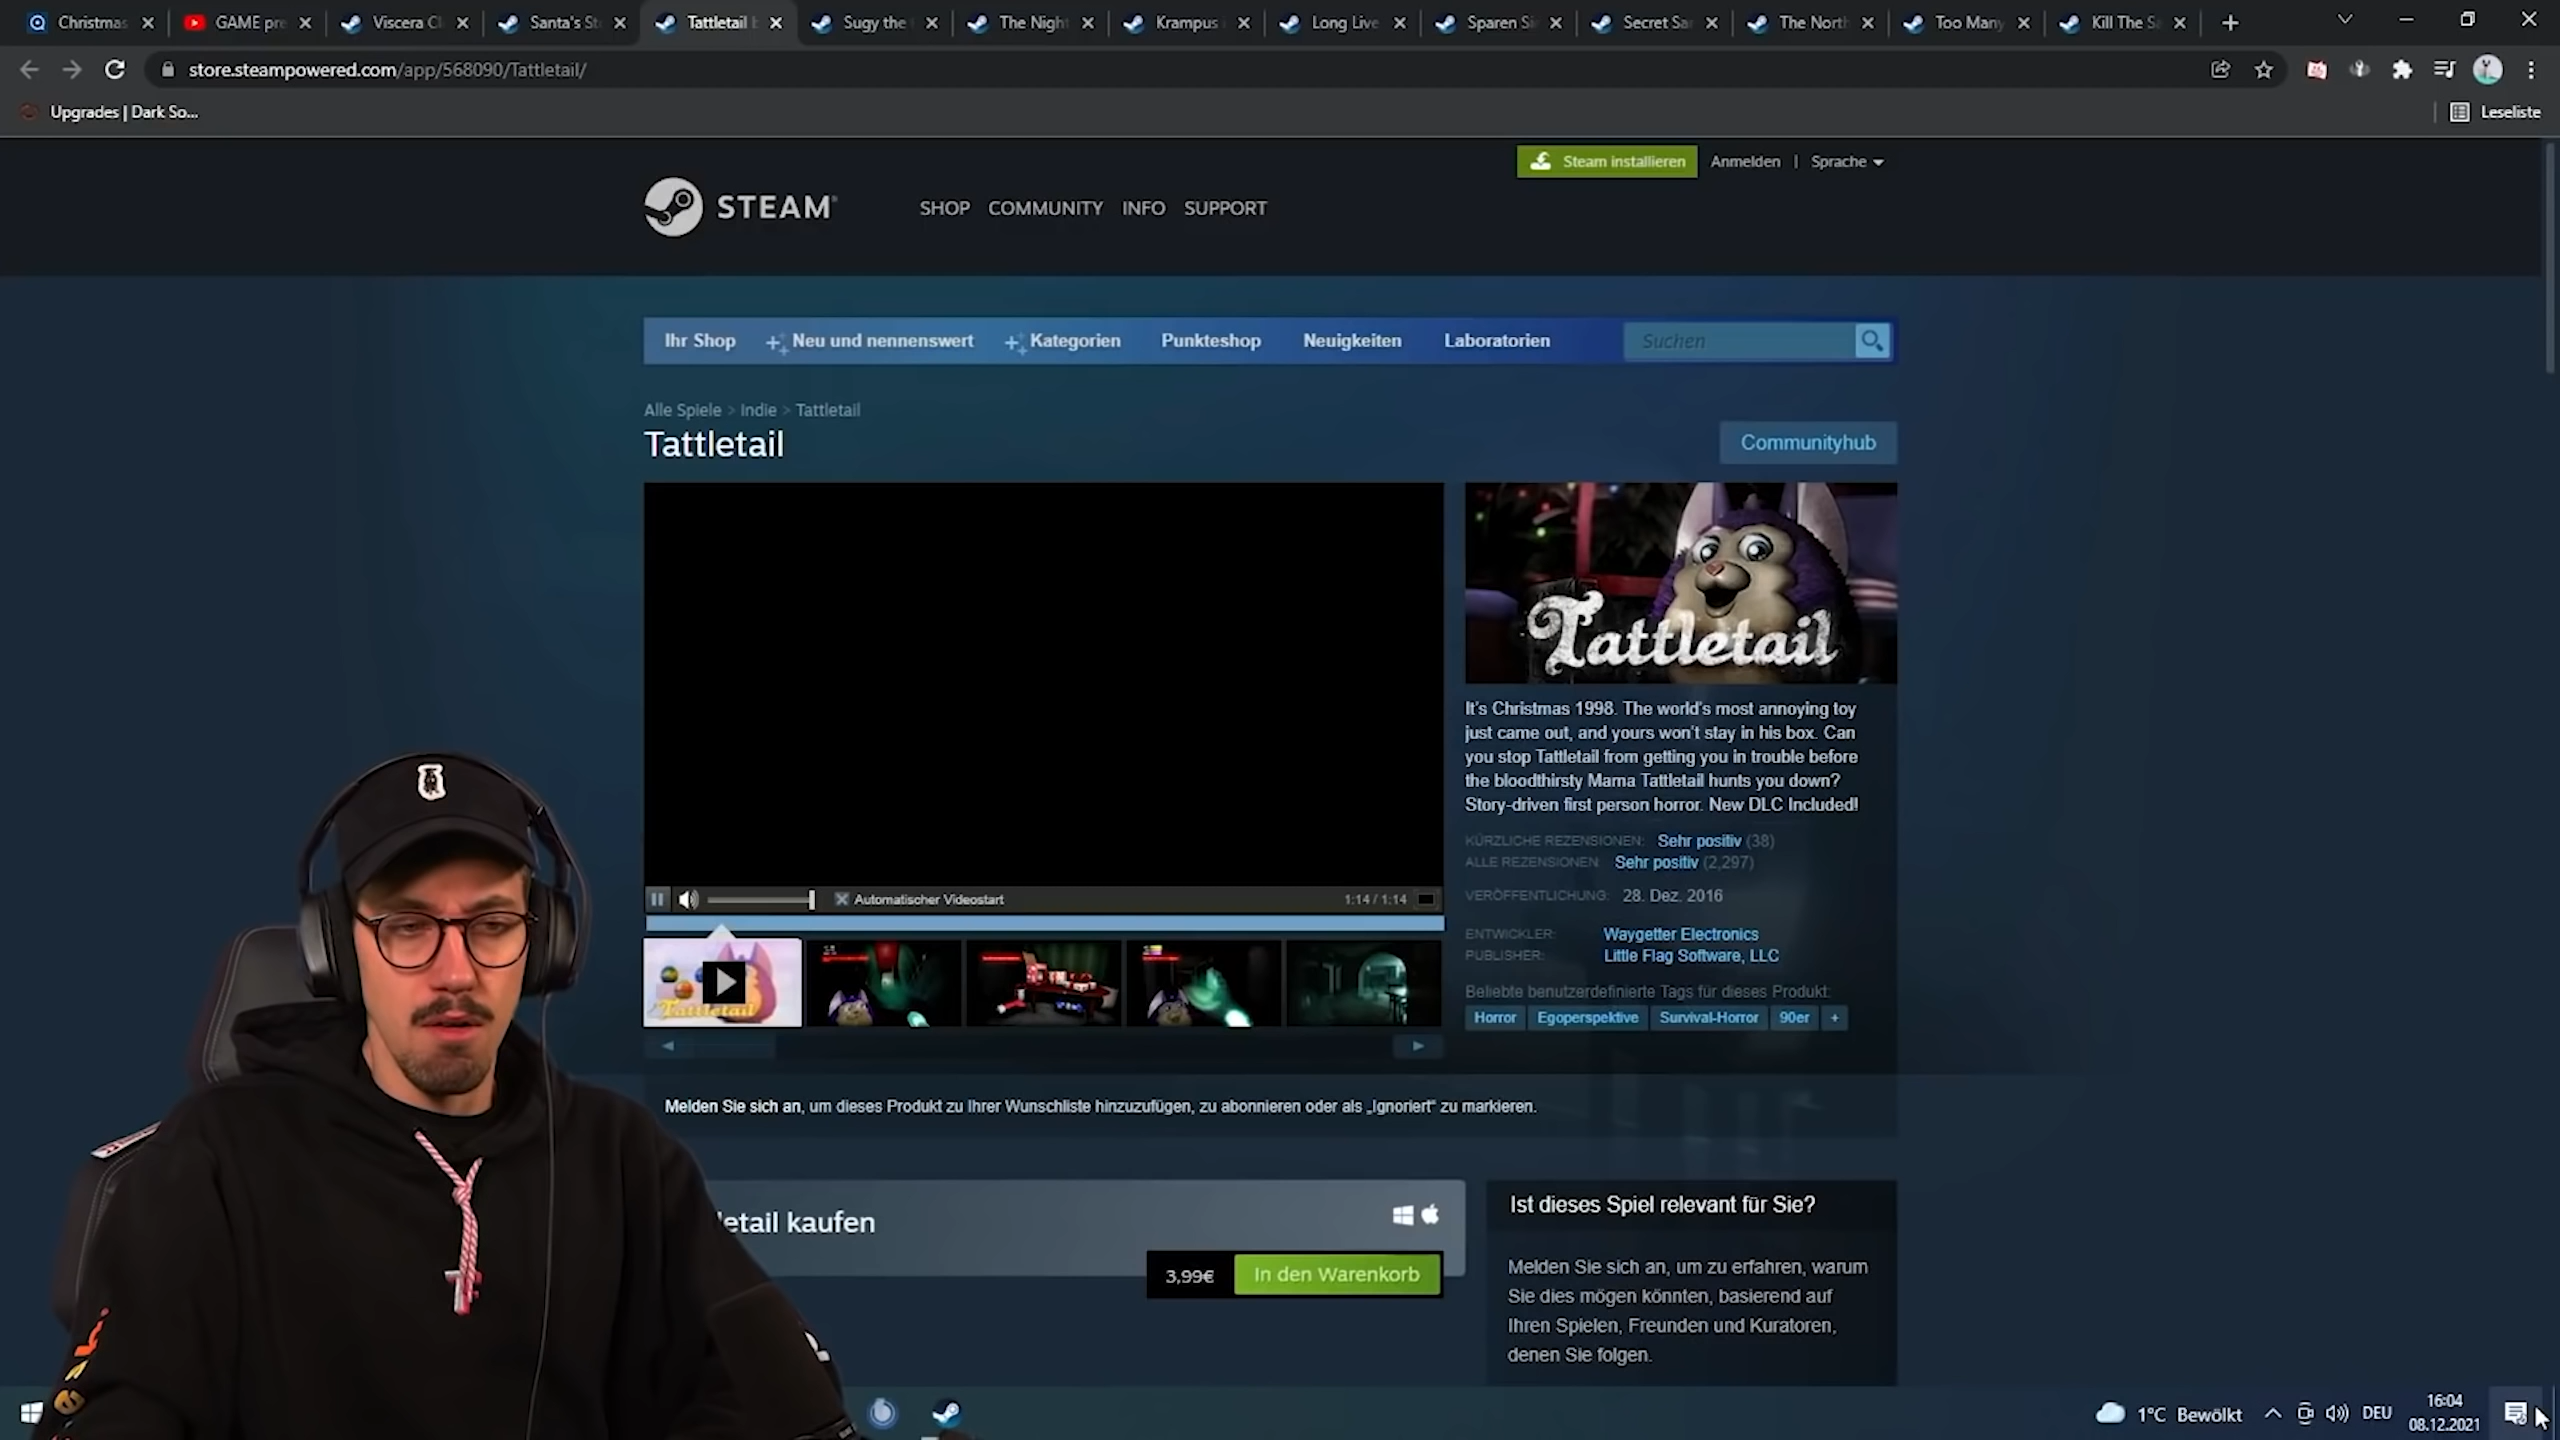 Christmas
GAME pre
Viscera Cl
Santa's St
Tattletail
Sugy the
The Night
Krampus
Long Live
Sparen Si
Secret Sa
The North
Too Many
Kill The Sa
store.steampowered.com/app/568090/Tattletail/
Upgrades | Dark So...
Leseliste
Steam installieren
Anmelden
Sprache
STEAM
SHOP
COMMUNITY
INFO
SUPPORT
Ihr Shop
Neu und nennenswert
Kategorien
Punkteshop
Neuigkeiten
Laboratorien
Suchen
Alle Spiele > Indie > Tattletail
Tattletail
Communityhub
Tattletail
It's Christmas 1998. The world's most annoying toy
just came out, and yours won't stay in his box. Can
you stop Tattletail from getting you in trouble before
the bloodthirsty Mama Tattletail hunts you down?
Story-driven first person horror. New DLC Included!
KÜRZLICHE REZENSIONEN: Sehr positiv (38)
ALLE REZENSIONEN: Sehr positiv (2,297)
VERÖFFENTLICHUNG: 28. Dez. 2016
ENTWICKLER: Waygetter Electronics
PUBLISHER: Little Flag Software, LLC
Beliebte benutzerdefinierte Tags für dieses Produkt:
Horror
Egoperspektive
Survival-Horror
90er
+
Automatischer Videostart
1:14 / 1:14
Tattletail
Melden Sie sich an, um dieses Produkt zu Ihrer Wunschliste hinzuzufügen, zu abonnieren oder als „Ignoriert" zu markieren.
etail kaufen
3,99€
In den Warenkorb
Ist dieses Spiel relevant für Sie?
Melden Sie sich an, um zu erfahren, warum
Sie dies mögen könnten, basierend auf
Ihren Spielen, Freunden und Kuratoren,
denen Sie folgen.
1°C Bewölkt
DEU
16:04
08.12.2021